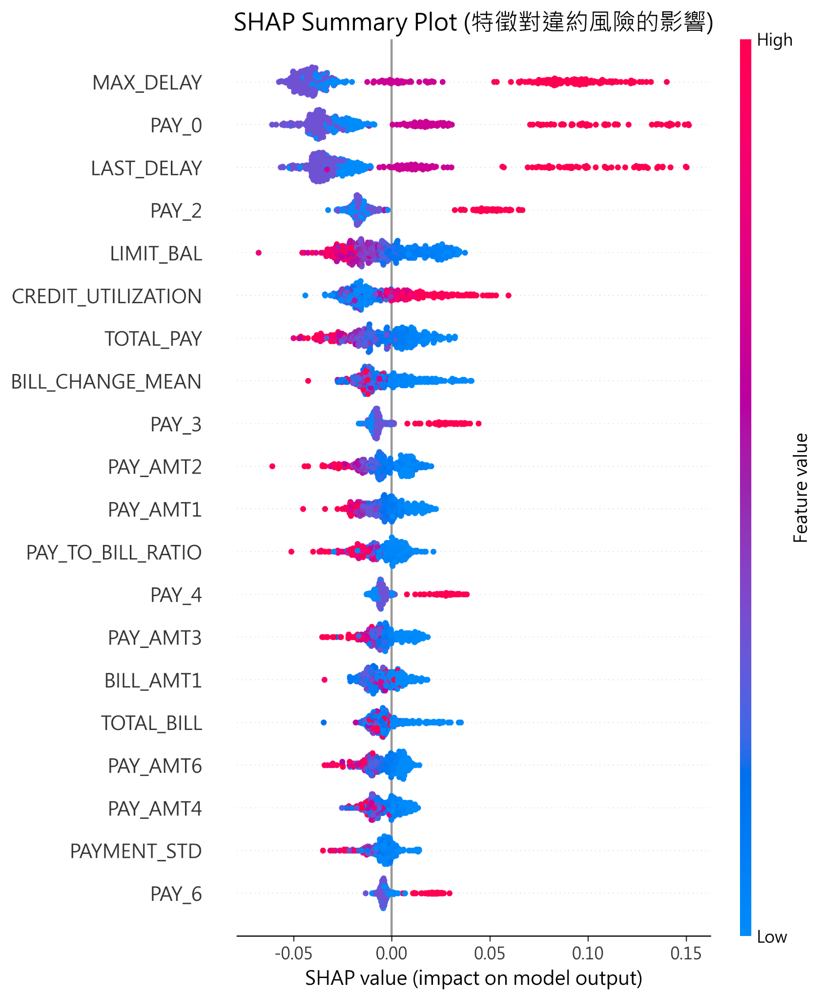 SHAP Summary Plot (特徵對違約風險的影響)
High
MAX_DELAY
PAY_0
LAST_DELAY
PAY_2
LIMIT_BAL
CREDIT_UTILIZATION
TOTAL_PAY
BILL_CHANGE_MEAN
PAY_3
PAY_AMT2
PAY_AMT1
PAY_TO_BILL_RATIO
PAY_4
PAY_AMT3
BILL_AMT1
TOTAL_BILL
PAY_AMT6
PAY_AMT4
PAYMENT_STD
PAY_6
Feature value
Low
-0.05 0.00 0.05 0.10 0.15
SHAP value (impact on model output)